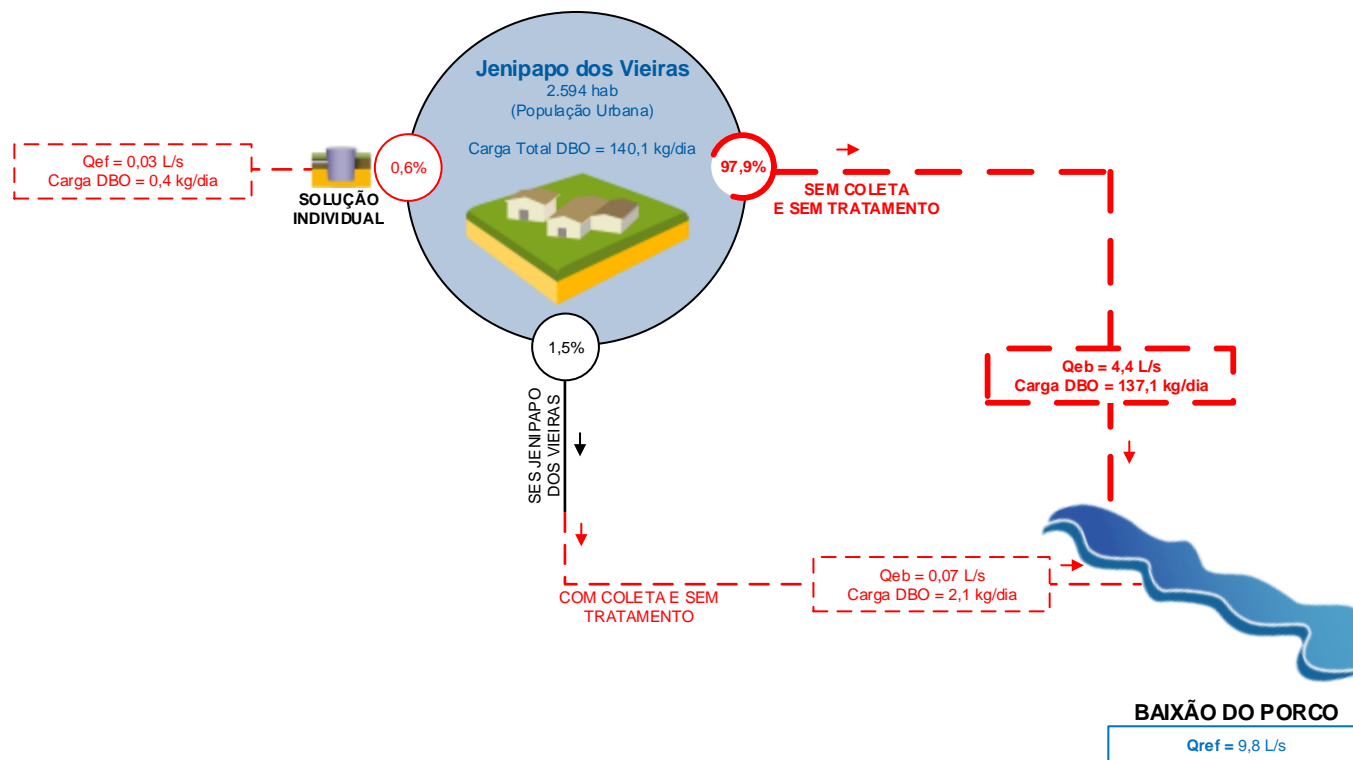 Jenipapo dos Vieiras
2.594 hab
(População Urbana)
Carga Total DBO = 140,1 kg/dia
Qef = 0,03 L/s
Carga DBO = 0,4 kg/dia
SOLUÇÃO
INDIVIDUAL
0,6%
97,9%
SEM COLETA
E SEM TRATAMENTO
1,5%
Qeb = 4,4 L/s
Carga DBO = 137,1 kg/dia
SES JENIPAPO
DOS VIEIRAS
COM COLETA E SEM
TRATAMENTO
Qeb = 0,07 L/s
Carga DBO = 2,1 kg/dia
BAIXÃO DO PORCO
Qref = 9,8 L/s